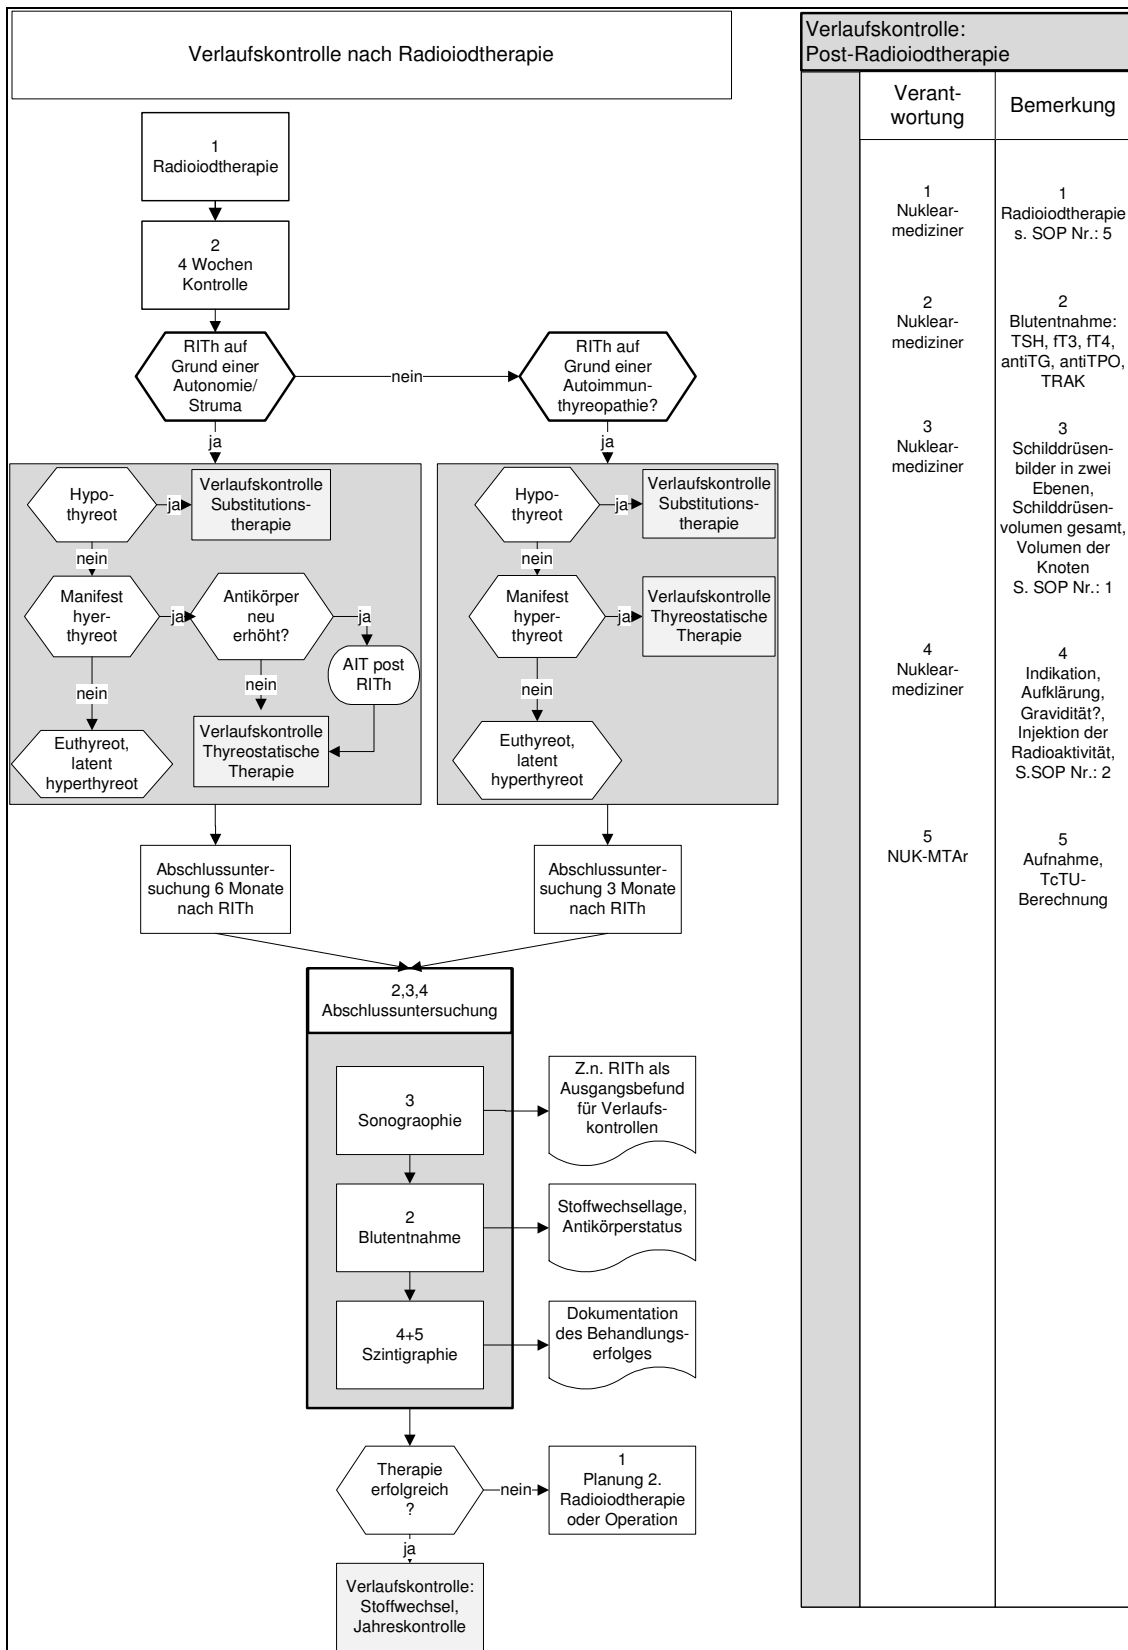 Verlaufskontrolle nach Radioiodtherapie
1
Radioiodtherapie
2
4 Wochen
Kontrolle
RITh auf
Grund einer
Autonomie/
Struma
nein
RITh auf
Grund einer
Autoimmun-
thyreopathie?
ja
ja
Hypo-
thyreot
ja
Verlaufskontrolle
Substitutions-
therapie
nein
Manifest
hyer-
thyreot
ja
Antikörper
neu
erhöht?
ja
AIT post
RITh
nein
nein
Euthyreot,
latent
hyperthyreot
Verlaufskontrolle
Thyreostatische
Therapie
Hypo-
thyreot
ja
Verlaufskontrolle
Substitutions-
therapie
nein
Manifest
hyper-
thyreot
ja
Verlaufskontrolle
Thyreostatische
Therapie
nein
Euthyreot,
latent
hyperthyreot
Abschlussunter-
suchung 6 Monate
nach RITh
Abschlussunter-
suchung 3 Monate
nach RITh
2,3,4
Abschlussuntersuchung
3
Sonograophie
Z.n. RITh als
Ausgangsbefund
für Verlaufs-
kontrollen
2
Blutentnahme
Stoffwechsellage,
Antikörperstatus
4+5
Szintigraphie
Dokumentation
des Behandlungs-
erfolges
Therapie
erfolgreich
?
nein
1
Planung 2.
Radioiodtherapie
oder Operation
ja
Verlaufskontrolle:
Stoffwechsel,
Jahreskontrolle
Verlaufskontrolle:
Post-Radioiodtherapie
Verant-
wortung
Bemerkung
1
Nuklear-
mediziner
1
Radioiodtherapie
s. SOP Nr.: 5
2
Nuklear-
mediziner
2
Blutentnahme:
TSH, fT3, fT4,
antiTG, antiTPO,
TRAK
3
Nuklear-
mediziner
3
Schilddrüsen-
bilder in zwei
Ebenen,
Schilddrüsen-
volumen gesamt,
Volumen der
Knoten
S. SOP Nr.: 1
4
Nuklear-
mediziner
4
Indikation,
Aufklärung,
Gravidität?,
Injektion der
Radioaktivität,
S.SOP Nr.: 2
5
NUK-MTAr
5
Aufnahme,
TcTU-
Berechnung